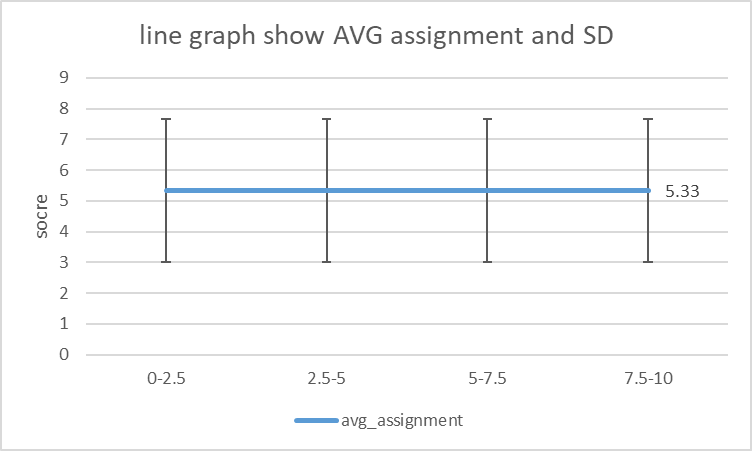 line graph show AVG assignment and SD
9
8
7
6
5
4
3
2
1
0
socre
5.33
0-2.5 2.5-5 5-7.5 7.5-10
avg_assignment